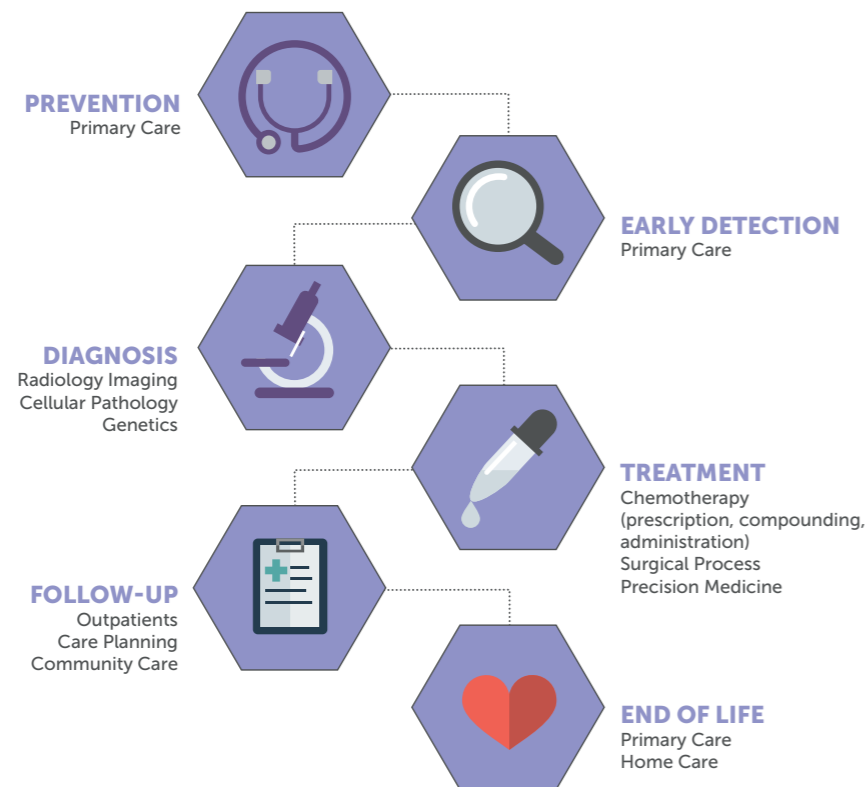 PREVENTION
Primary Care
EARLY DETECTION
Primary Care
DIAGNOSIS
Radiology Imaging
Cellular Pathology
Genetics
TREATMENT
Chemotherapy
(prescription, compounding,
administration)
Surgical Process
Precision Medicine
FOLLOW-UP
Outpatients
Care Planning
Community Care
END OF LIFE
Primary Care
Home Care